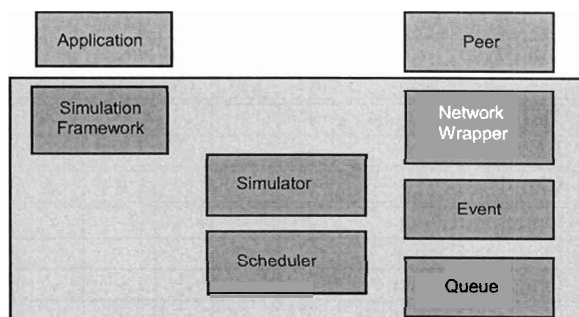 Application
Peer
Simulation
Framework
Network
Wrapper
Simulator
Event
Scheduler
Queue